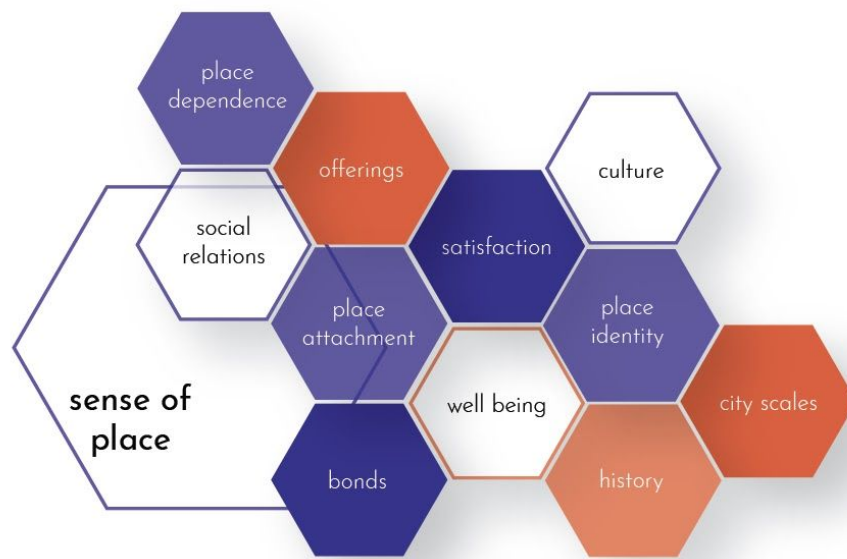 place
dependence
offerings
culture
social
relations
satisfaction
place
attachment
place
identity
sense of
place
well being
city scales
bonds
history